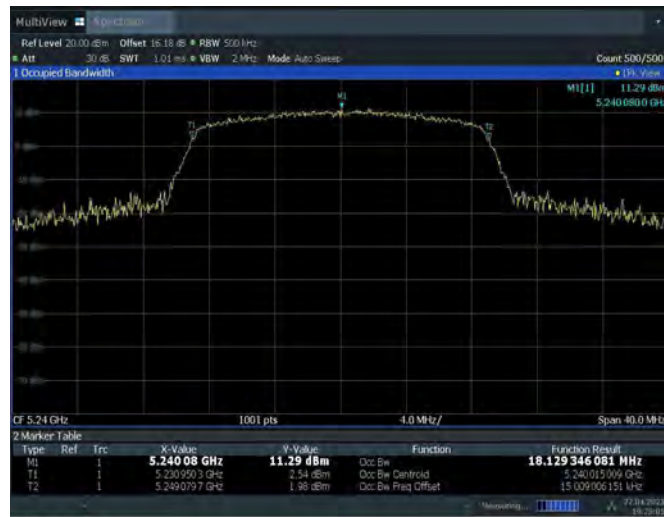 MultiView Spectrum
Ref Level 20.00 dBm Offset 16.18 dB RBW 500 kHz
Att 30 dB SWT 1.01 ms VBW 2 MHz Mode Auto Sweep Count 500/500
1 Occupied Bandwidth
M1[1] 11.29 dBm
5.240 080 0 GHz
M1
T1
T2
CF 5.24 GHz 1001 pts 4.0 MHz/ Span 40.0 MHz
2 Marker Table
Type Ref Trc X-Value Y-Value Function Function Result
M1 1 5.240 08 GHz 11.29 dBm Occ Bw 18.129 346 081 MHz
T1 1 5.230 950 3 GHz 2.54 dBm Occ Bw Centroid 5.240 015 009 GHz
T2 1 5.249 079 7 GHz 1.98 dBm Occ Bw Freq Offset 15.009 006 151 kHz
Measuring...